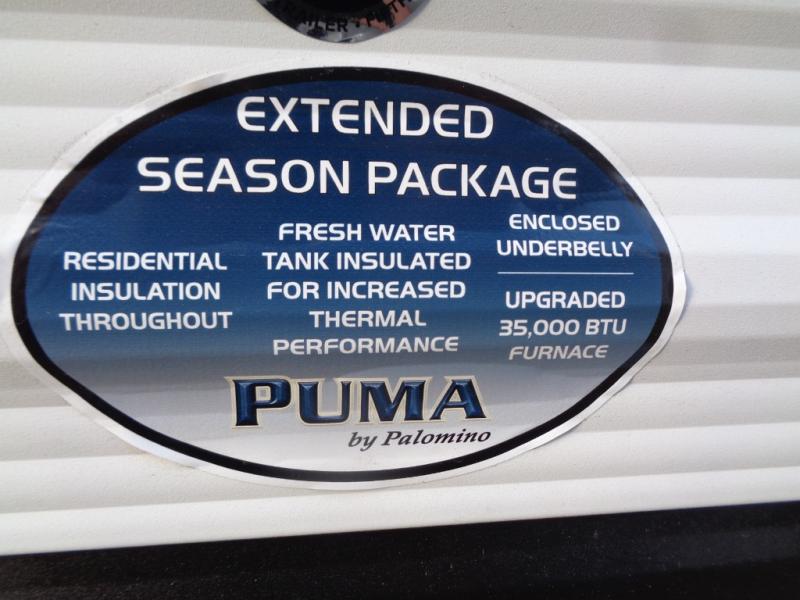 TRAILER
EXTENDED
SEASON PACKAGE
RESIDENTIAL
INSULATION
THROUGHOUT
FRESH WATER
TANK INSULATED
FOR INCREASED
THERMAL
PERFORMANCE
ENCLOSED
UNDERBELLY
UPGRADED
35,000 BTU
FURNACE
PUMA
by Palomino